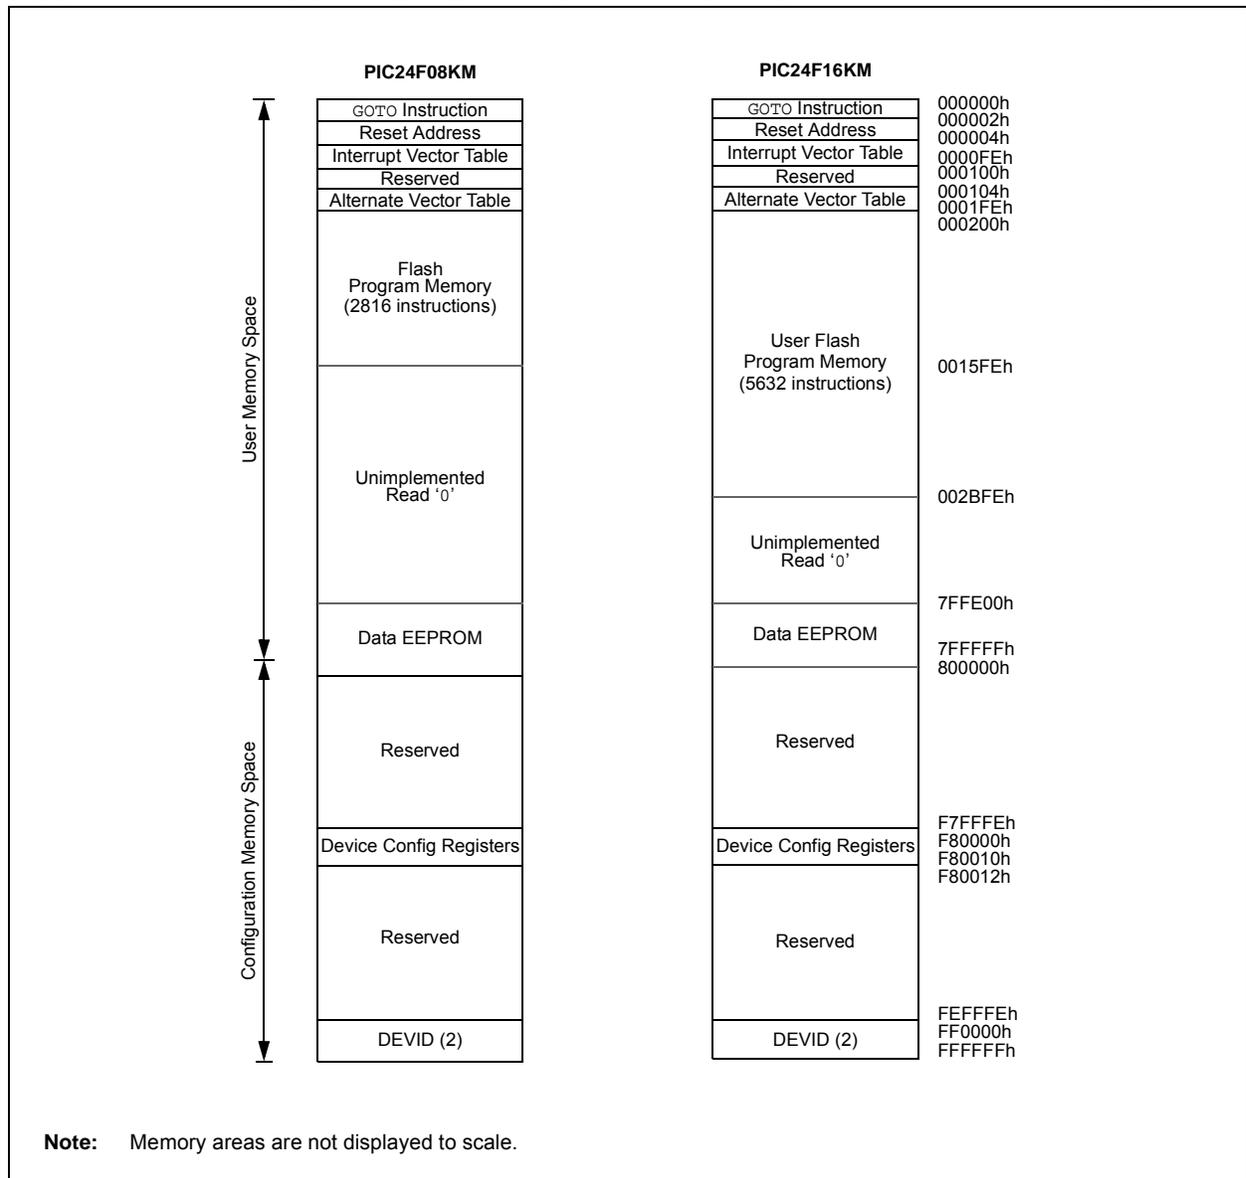 PIC24F08KM
GOTO Instruction
Reset Address
Interrupt Vector Table
Reserved
Alternate Vector Table
Flash
Program Memory
(2816 instructions)
Unimplemented
Read ‘0’
Data EEPROM
Reserved
Device Config Registers
Reserved
DEVID (2)
User Memory Space
Configuration Memory Space
PIC24F16KM
GOTO Instruction
Reset Address
Interrupt Vector Table
Reserved
Alternate Vector Table
User Flash
Program Memory
(5632 instructions)
Unimplemented
Read ‘0’
Data EEPROM
Reserved
Device Config Registers
Reserved
DEVID (2)
000000h
000002h
000004h
0000FEh
000100h
000104h
0001FEh
000200h
0015FEh
002BFEh
7FFE00h
7FFFFFh
800000h
F7FFFEh
F80000h
F80010h
F80012h
FEFFFEh
FF0000h
FFFFFFh
Note: Memory areas are not displayed to scale.